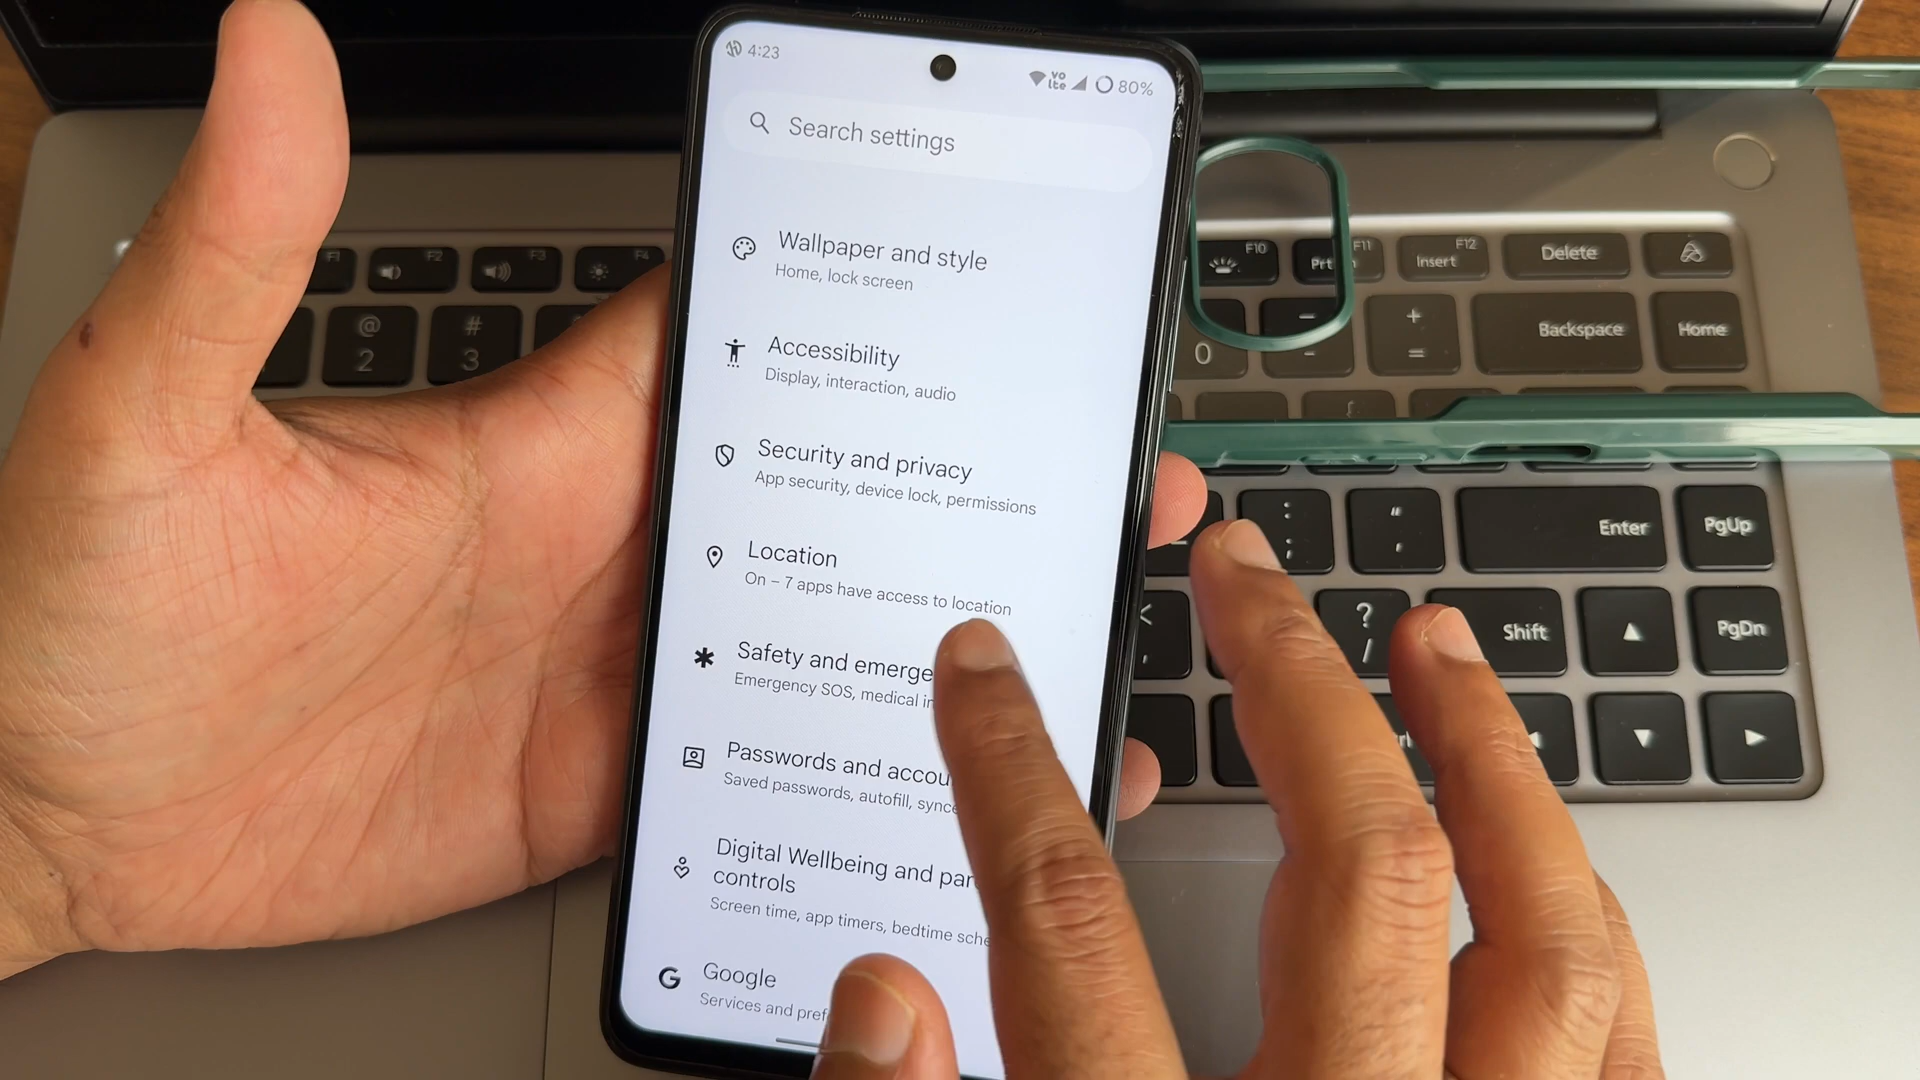 4:23
VO
lte
80%
Search settings
Wallpaper and style
Home, lock screen
Accessibility
Display, interaction, audio
Security and privacy
App security, device lock, permissions
Location
On – 7 apps have access to location
Safety and emerge
Emergency SOS, medical in
Passwords and accou
Saved passwords, autofill, sync
Digital Wellbeing and par
controls
Screen time, app timers, bedtime sche
G Google
Services and pref
F1
F2
F3
F4
@
2
#
3
F10
Prt
F11
F12
Insert
Delete
0
–
-
+
=
Backspace
Home
{
:
;
"
'
Enter
PgUp
<
,
?
/
Shift
▲
PgDn
◀
▼
▶